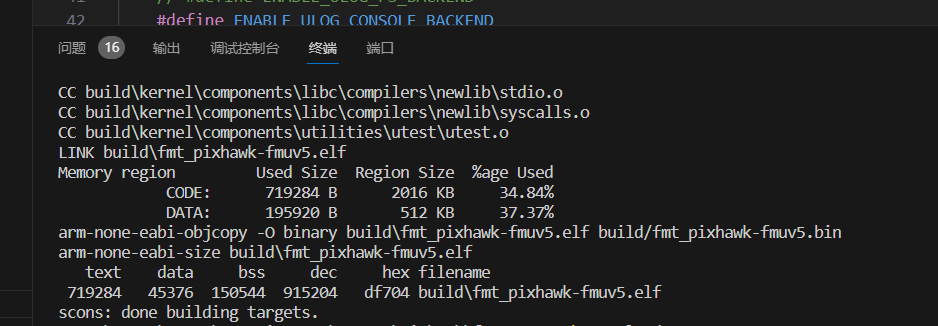 41 // #define ENABLE_ULOG_FS_BACKEND
42 #define ENABLE_ULOG_CONSOLE_BACKEND
问题 16 输出 调试控制台 终端 端口
CC build\kernel\components\libc\compilers\newlib\stdio.o
CC build\kernel\components\libc\compilers\newlib\syscalls.o
CC build\kernel\components\utilities\utest\utest.o
LINK build\fmt_pixhawk-fmuv5.elf
Memory region         Used Size  Region Size  %age Used
            CODE:      719284 B      2016 KB     34.84%
            DATA:      195920 B       512 KB     37.37%
arm-none-eabi-objcopy -O binary build\fmt_pixhawk-fmuv5.elf build/fmt_pixhawk-fmuv5.bin
arm-none-eabi-size build\fmt_pixhawk-fmuv5.elf
   text    data     bss     dec     hex filename
 719284   45376  150544  915204   df704 build\fmt_pixhawk-fmuv5.elf
scons: done building targets.